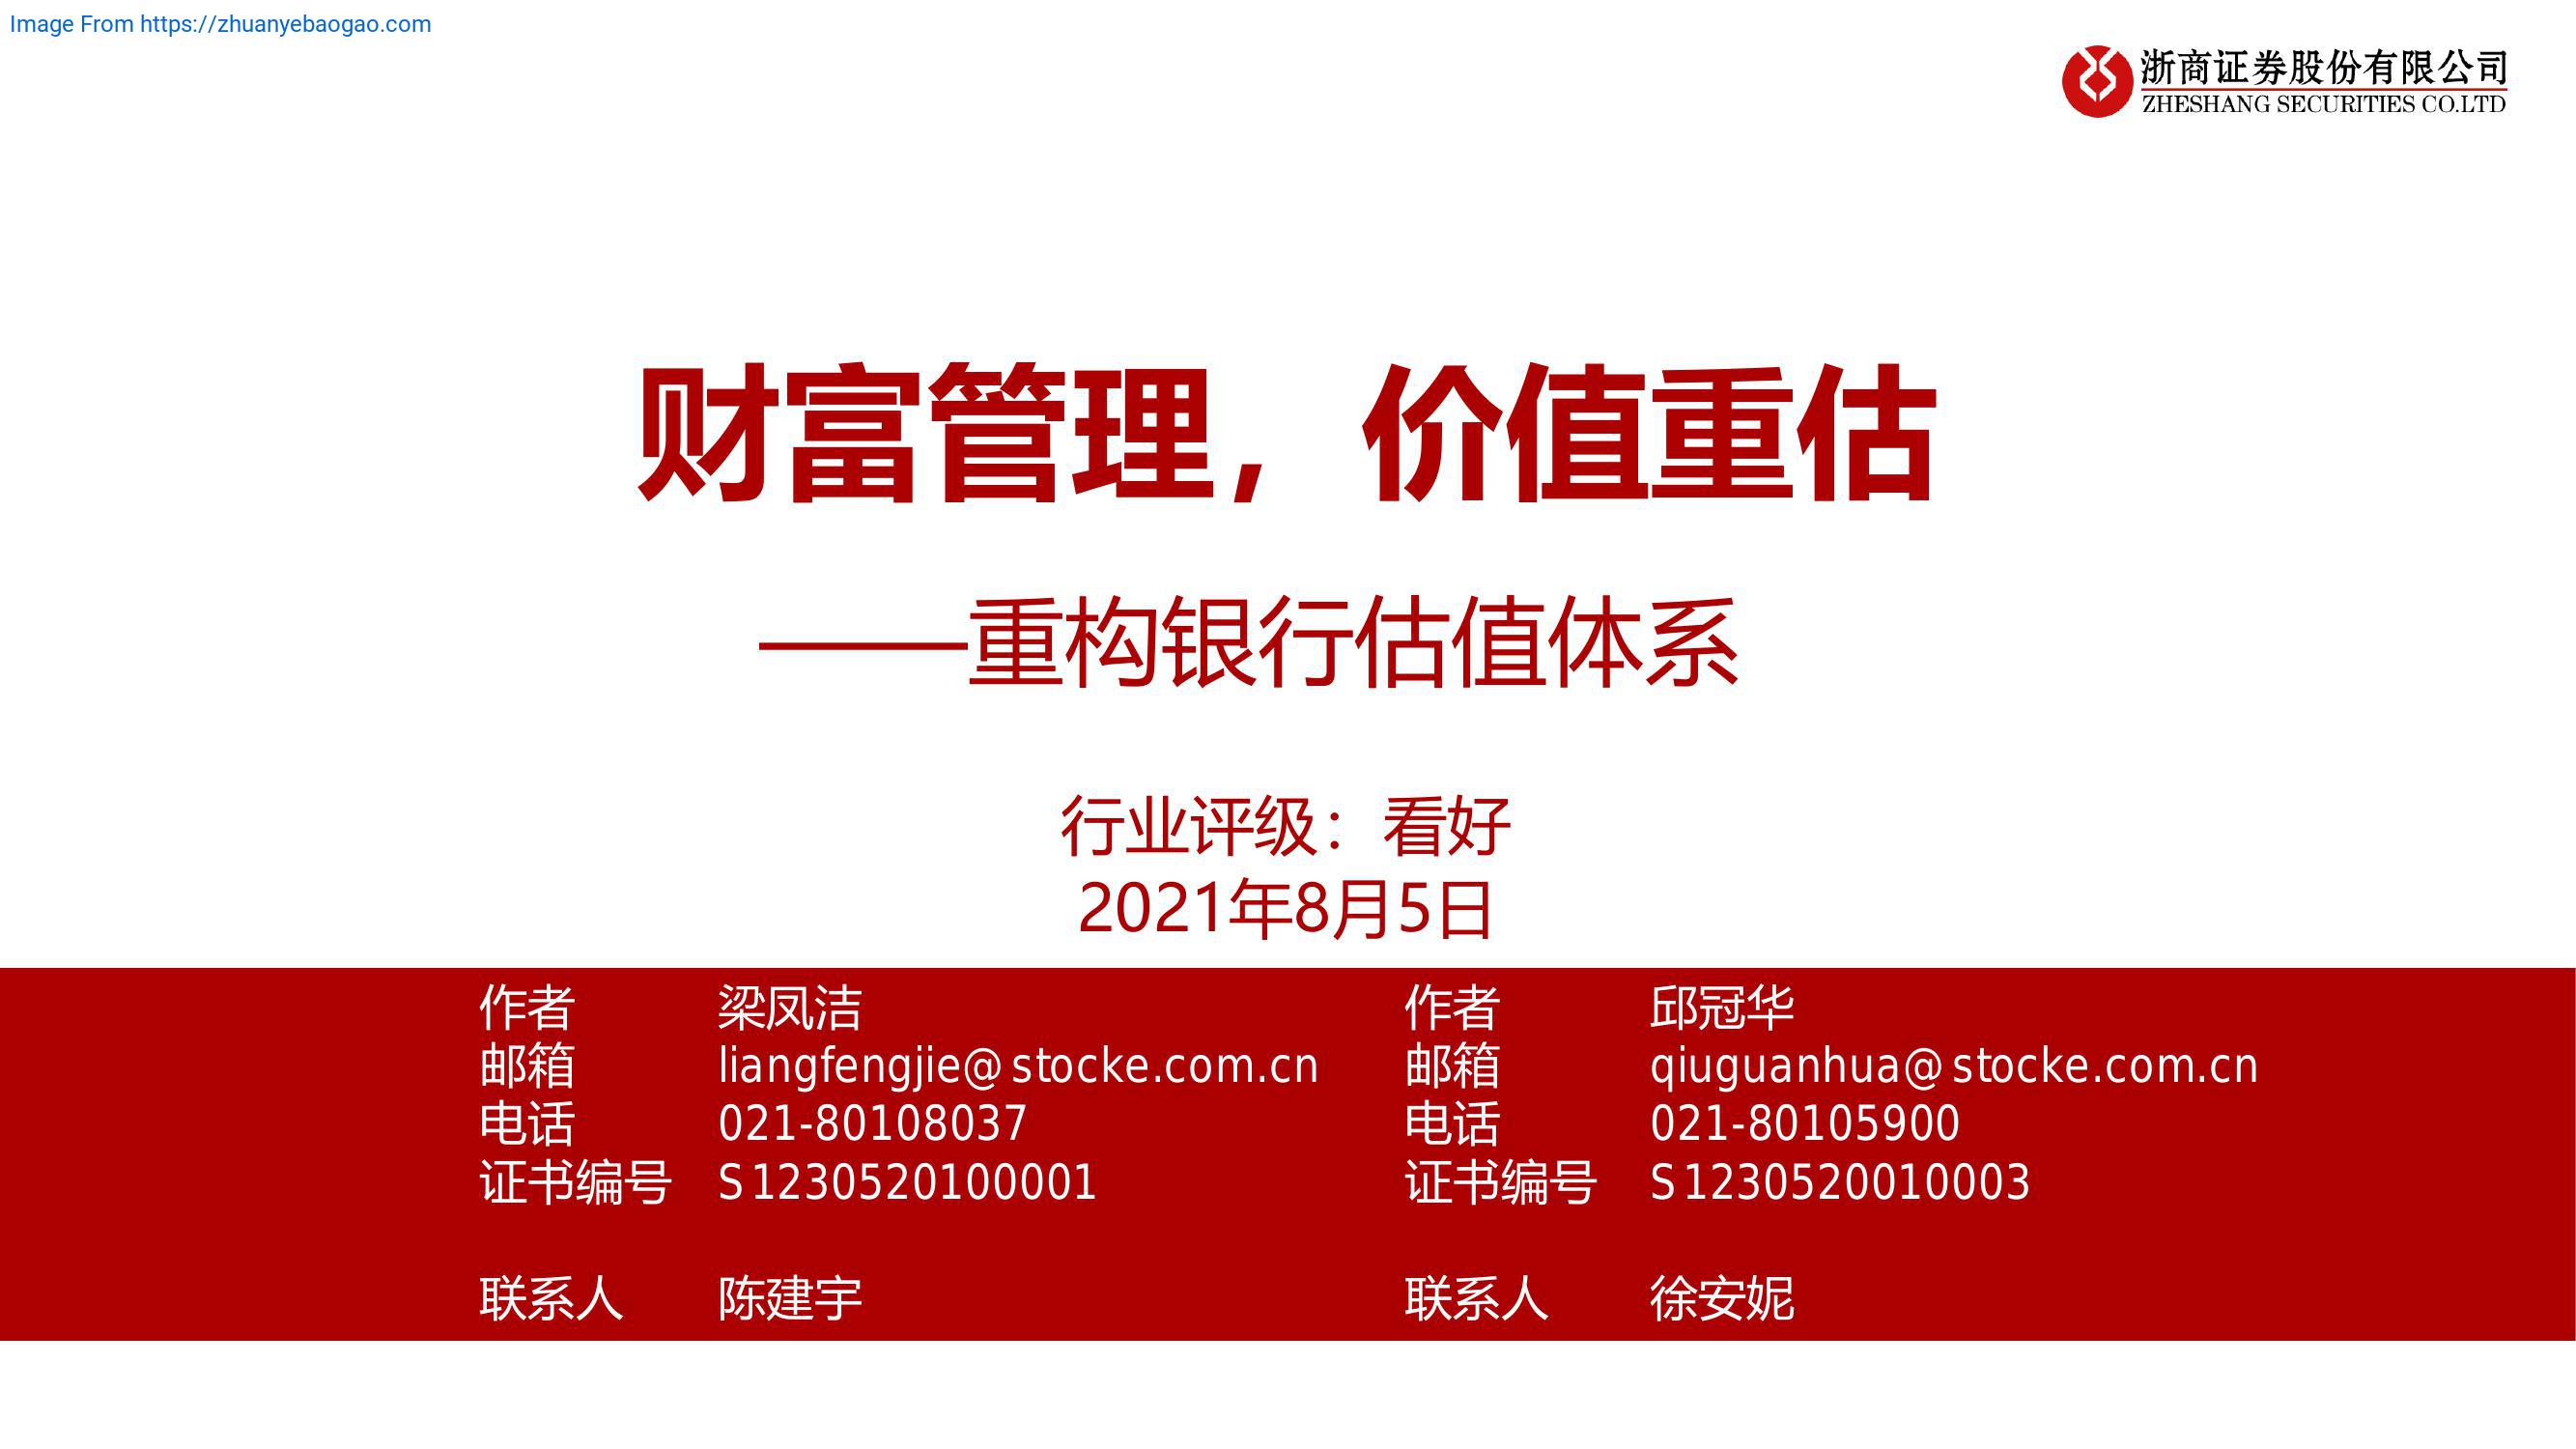 Image From https://zhuanyebaogao.com
浙商证券股份有限公司
ZHESHANG SECURITIES CO.LTD
财富管理，价值重估
——重构银行估值体系
行业评级：看好
2021年8月5日
作者 梁凤洁 作者 邱冠华
邮箱 liangfengjie@stocke.com.cn 邮箱 qiuguanhua@stocke.com.cn
电话 021-80108037 电话 021-80105900
证书编号 S1230520100001 证书编号 S1230520010003
联系人 陈建宇 联系人 徐安妮